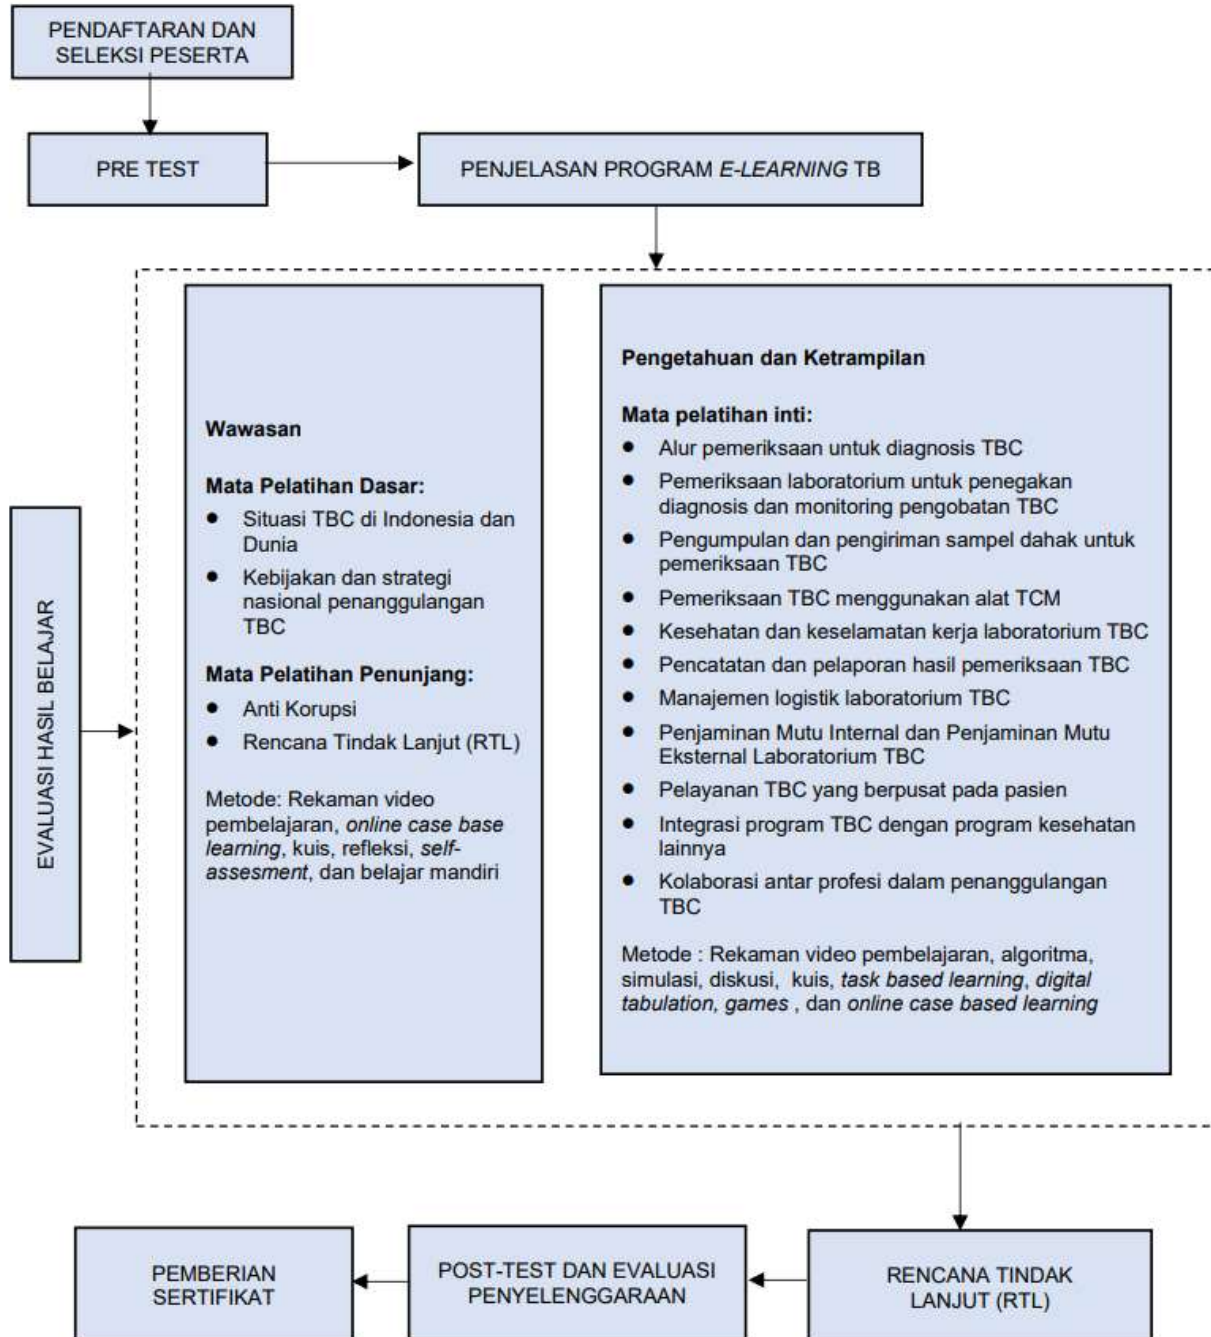 PENDAFTARAN DAN
SELEKSI PESERTA
PRE TEST
PENJELASAN PROGRAM E-LEARNING TB
EVALUASI HASIL BELAJAR
Wawasan
Mata Pelatihan Dasar:
● Situasi TBC di Indonesia dan
Dunia
● Kebijakan dan strategi
nasional penanggulangan
TBC
Mata Pelatihan Penunjang:
● Anti Korupsi
● Rencana Tindak Lanjut (RTL)
Metode: Rekaman video
pembelajaran, online case base
learning, kuis, refleksi, self-
assesment, dan belajar mandiri
Pengetahuan dan Ketrampilan
Mata pelatihan inti:
● Alur pemeriksaan untuk diagnosis TBC
● Pemeriksaan laboratorium untuk penegakan
diagnosis dan monitoring pengobatan TBC
● Pengumpulan dan pengiriman sampel dahak untuk
pemeriksaan TBC
● Pemeriksaan TBC menggunakan alat TCM
● Kesehatan dan keselamatan kerja laboratorium TBC
● Pencatatan dan pelaporan hasil pemeriksaan TBC
● Manajemen logistik laboratorium TBC
● Penjaminan Mutu Internal dan Penjaminan Mutu
Eksternal Laboratorium TBC
● Pelayanan TBC yang berpusat pada pasien
● Integrasi program TBC dengan program kesehatan
lainnya
● Kolaborasi antar profesi dalam penanggulangan
TBC
Metode : Rekaman video pembelajaran, algoritma,
simulasi, diskusi, kuis, task based learning, digital
tabulation, games , dan online case based learning
RENCANA TINDAK
LANJUT (RTL)
POST-TEST DAN EVALUASI
PENYELENGGARAAN
PEMBERIAN
SERTIFIKAT